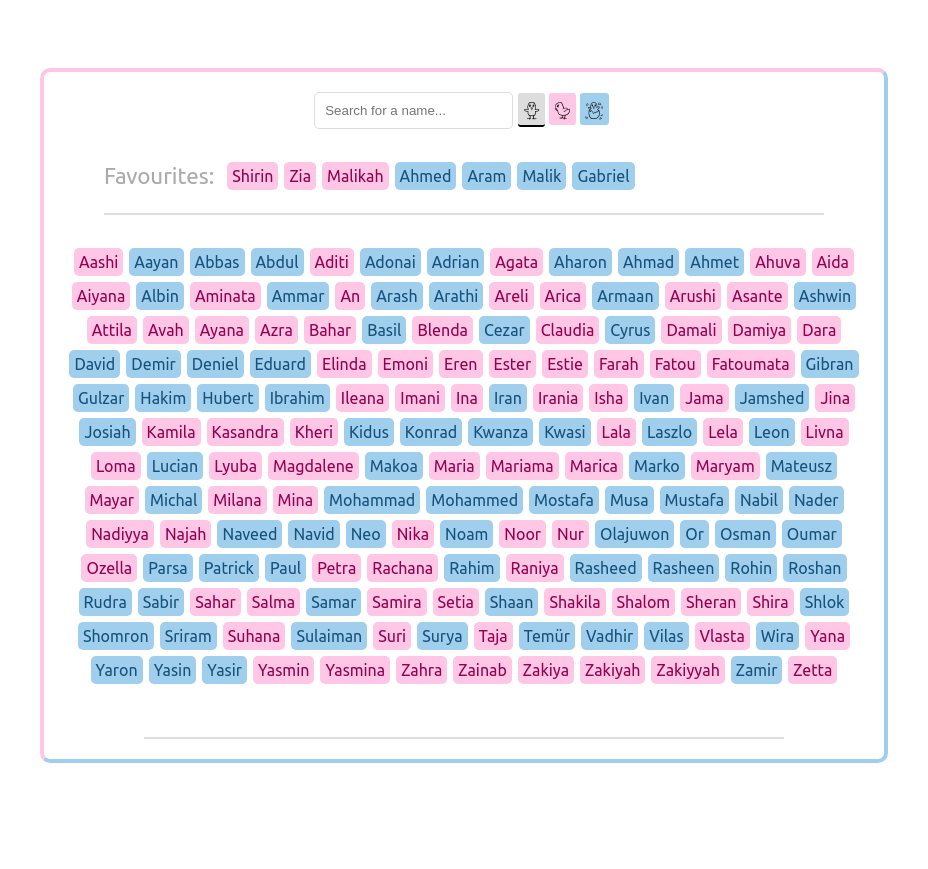 Search for a name...
Favourites: Shirin Zia Malikah Ahmed Aram Malik Gabriel
Aashi Aayan Abbas Abdul Aditi Adonai Adrian Agata Aharon Ahmad Ahmet Ahuva Aida
Aiyana Albin Aminata Ammar An Arash Arathi Areli Arica Armaan Arushi Asante Ashwin
Attila Avah Ayana Azra Bahar Basil Blenda Cezar Claudia Cyrus Damali Damiya Dara
David Demir Deniel Eduard Elinda Emoni Eren Ester Estie Farah Fatou Fatoumata Gibran
Gulzar Hakim Hubert Ibrahim Ileana Imani Ina Iran Irania Isha Ivan Jama Jamshed Jina
Josiah Kamila Kasandra Kheri Kidus Konrad Kwanza Kwasi Lala Laszlo Lela Leon Livna
Loma Lucian Lyuba Magdalene Makoa Maria Mariama Marica Marko Maryam Mateusz
Mayar Michal Milana Mina Mohammad Mohammed Mostafa Musa Mustafa Nabil Nader
Nadiyya Najah Naveed Navid Neo Nika Noam Noor Nur Olajuwon Or Osman Oumar
Ozella Parsa Patrick Paul Petra Rachana Rahim Raniya Rasheed Rasheen Rohin Roshan
Rudra Sabir Sahar Salma Samar Samira Setia Shaan Shakila Shalom Sheran Shira Shlok
Shomron Sriram Suhana Sulaiman Suri Surya Taja Temür Vadhir Vilas Vlasta Wira Yana
Yaron Yasin Yasir Yasmin Yasmina Zahra Zainab Zakiya Zakiyah Zakiyyah Zamir Zetta